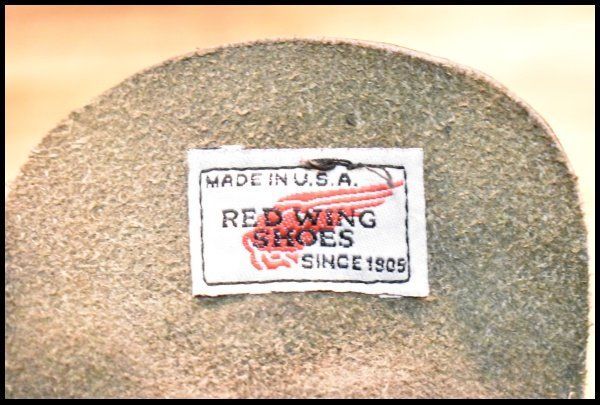 MADE IN U.S.A.
RED WING
SHOES
SINCE 1905